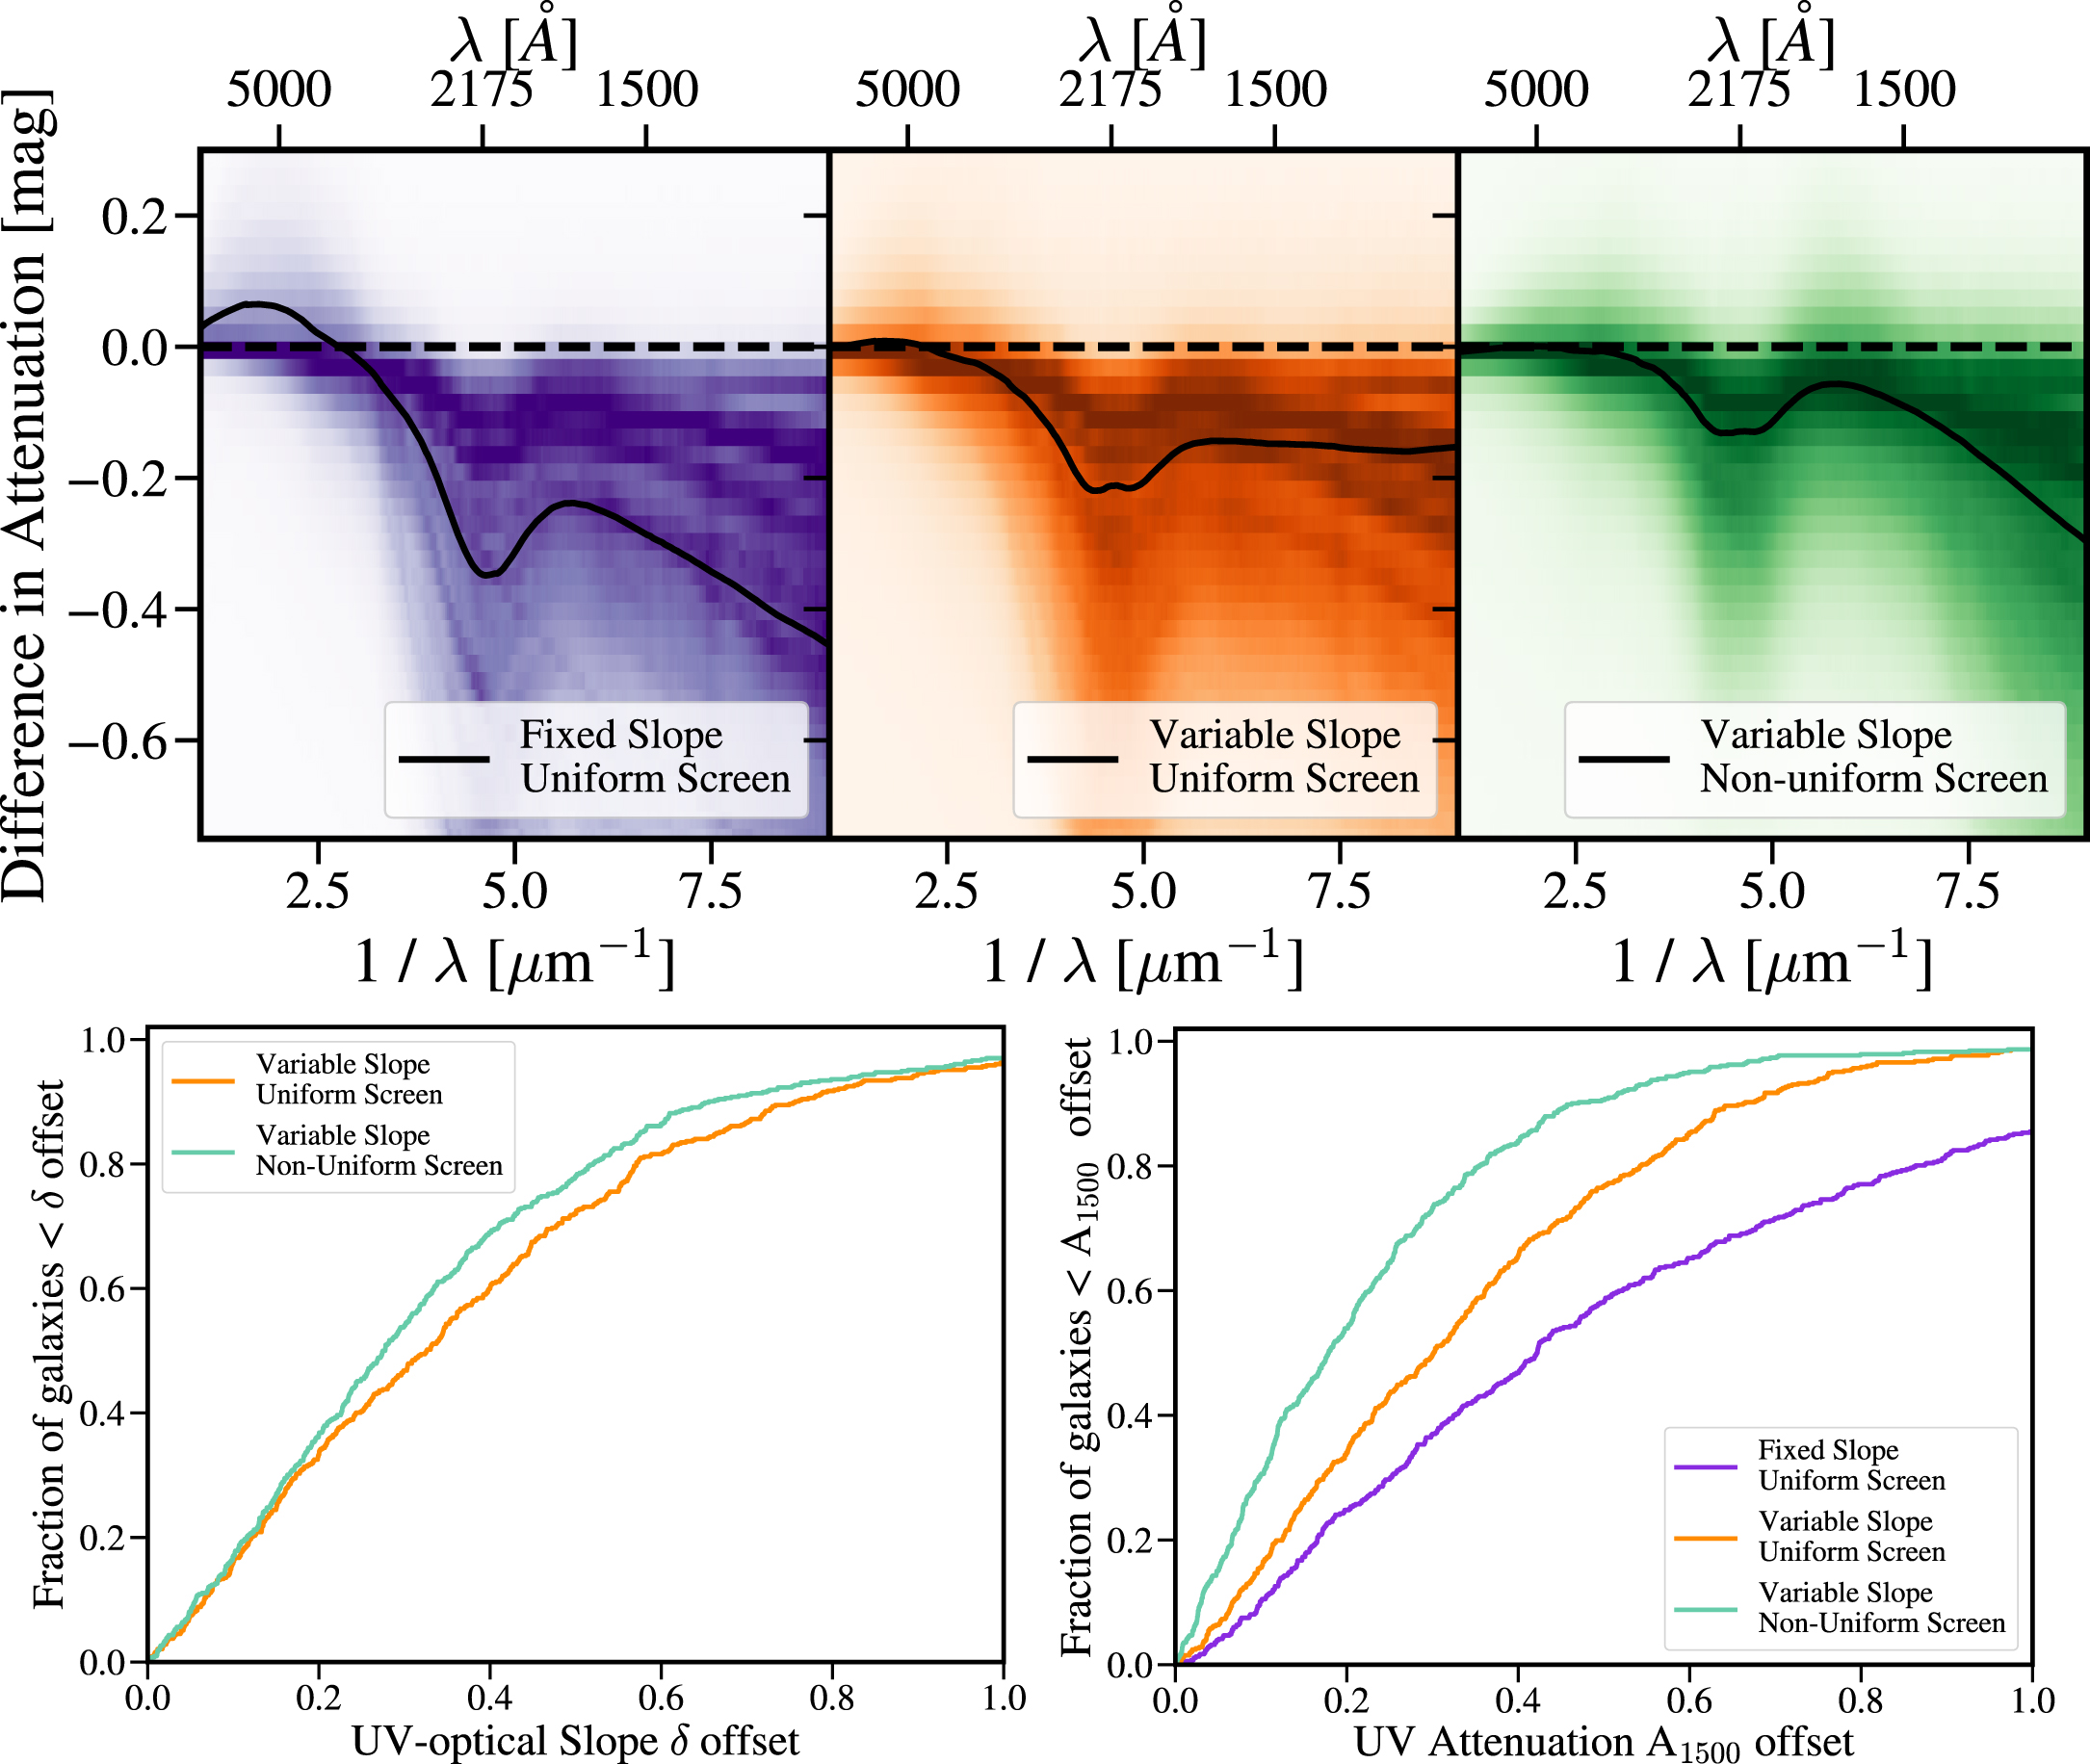 λ [Å] λ [Å] λ [Å]
5000 2175 1500 5000 2175 1500 5000 2175 1500
Difference in Attenuation [mag]
0.2
0.0
−0.2
−0.4
−0.6
Fixed Slope
Uniform Screen
Variable Slope
Uniform Screen
Variable Slope
Non-uniform Screen
2.5 5.0 7.5 2.5 5.0 7.5 2.5 5.0 7.5
1 / λ [μm⁻¹] 1 / λ [μm⁻¹] 1 / λ [μm⁻¹]
Fraction of galaxies < δ offset
1.0
0.8
0.6
0.4
0.2
0.0
Variable Slope
Uniform Screen
Variable Slope
Non-Uniform Screen
0.0 0.2 0.4 0.6 0.8 1.0
UV-optical Slope δ offset
Fraction of galaxies < A₁₅₀₀ offset
1.0
0.8
0.6
0.4
0.2
0.0
Fixed Slope
Uniform Screen
Variable Slope
Uniform Screen
Variable Slope
Non-Uniform Screen
0.0 0.2 0.4 0.6 0.8 1.0
UV Attenuation A₁₅₀₀ offset